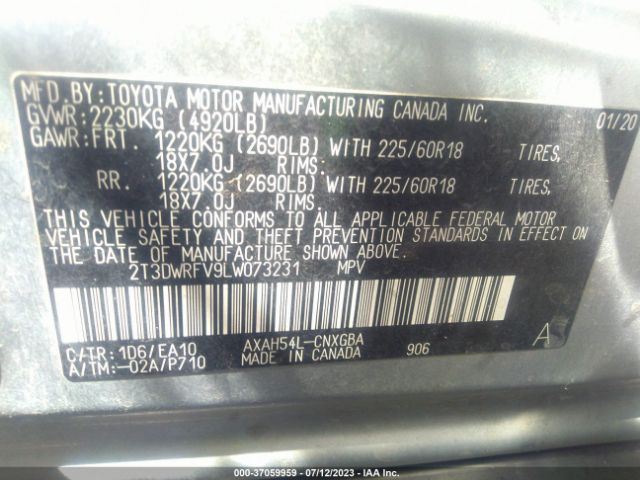 MFD. BY: TOYOTA MOTOR MANUFACTURING CANADA INC.
GVWR: 2230KG (4920LB) 01/20
GAWR: FRT. 1220KG (2690LB) WITH 225/60R18 TIRES,
18X7.0J RIMS:
RR. 1220KG (2690LB) WITH 225/60R18 TIRES,
18X7.0J RIMS:
THIS VEHICLE CONFORMS TO ALL APPLICABLE FEDERAL MOTOR
VEHICLE SAFETY AND THEFT PREVENTION STANDARDS IN EFFECT ON
THE DATE OF MANUFACTURE SHOWN ABOVE.
2T3DWRFV9LW073231 MPV
C/TR: 1D6/EA10 AXAH54L-CNXGBA A
A/TM: -02A/P710 MADE IN CANADA 906
000-37059959 - 07/12/2023 - IAA Inc.